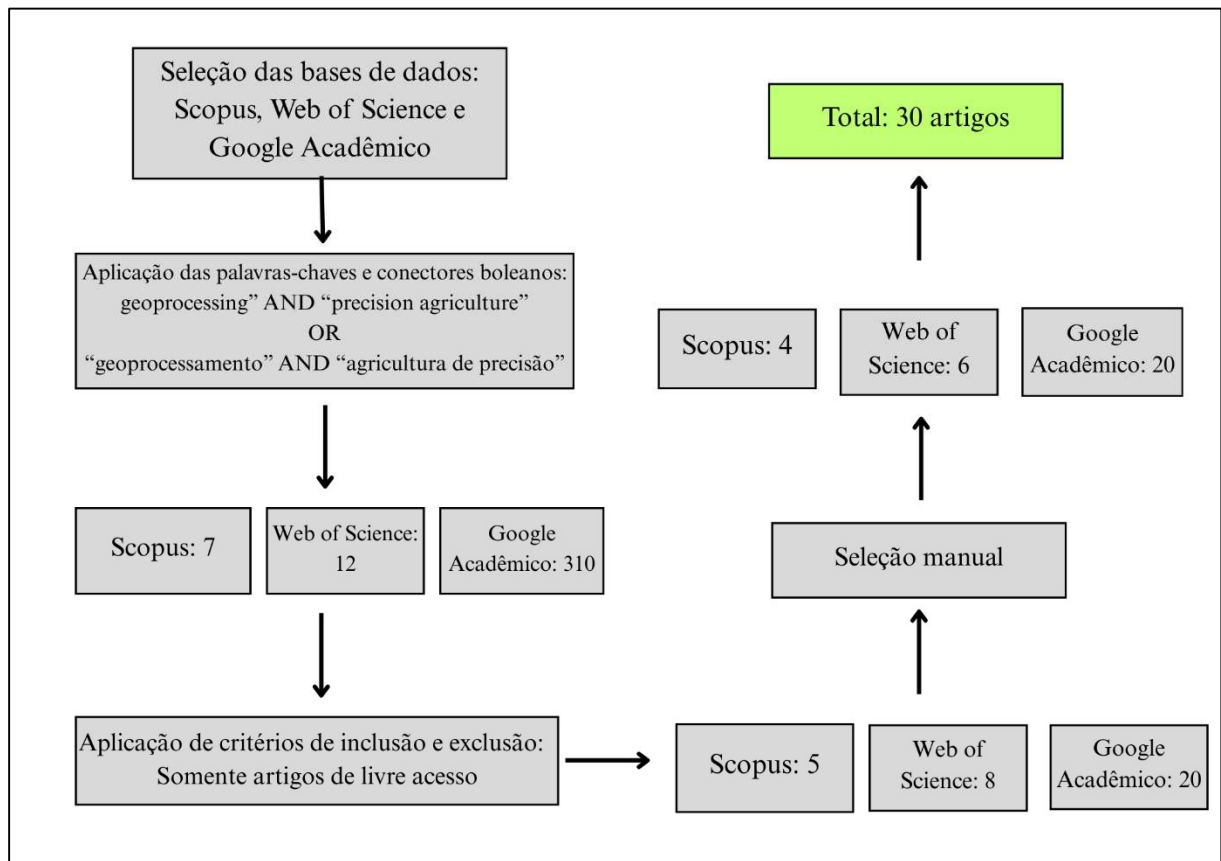 Seleção das bases de dados:
Scopus, Web of Science e
Google Acadêmico
Aplicação das palavras-chaves e conectores boleanos:
geoprocessing” AND “precision agriculture”
OR
“geoprocessamento” AND “agricultura de precisão”
Scopus: 7
Web of Science:
12
Google
Acadêmico: 310
Aplicação de critérios de inclusão e exclusão:
Somente artigos de livre acesso
Scopus: 5
Web of
Science: 8
Google
Acadêmico: 20
Seleção manual
Scopus: 4
Web of
Science: 6
Google
Acadêmico: 20
Total: 30 artigos